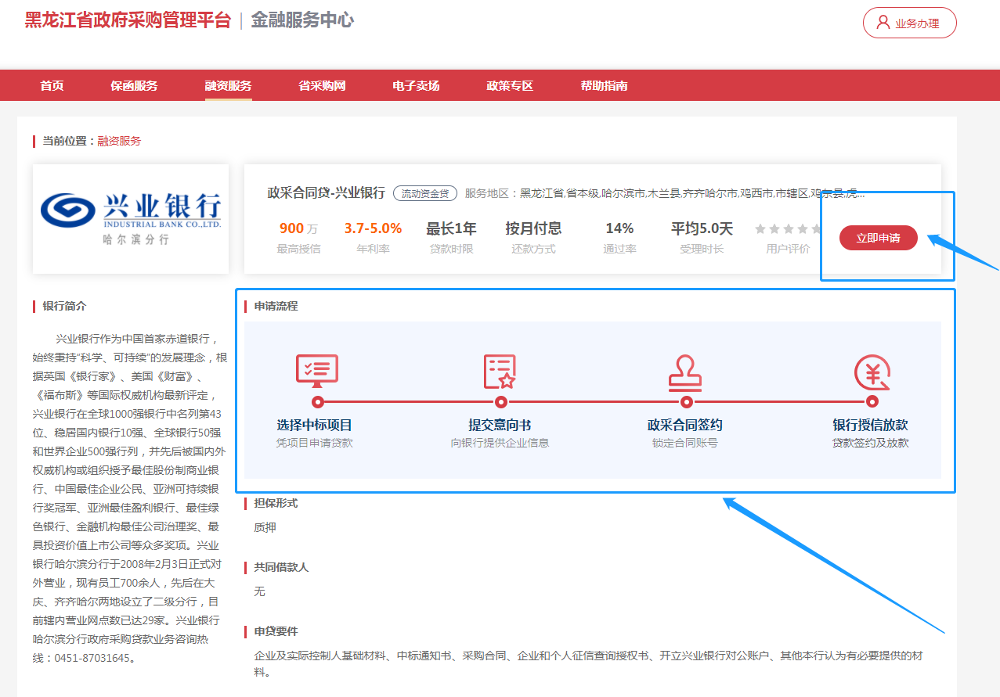 黑龙江省政府采购管理平台 | 金融服务中心
业务办理
首页 保函服务 融资服务 省采购网 电子卖场 政策专区 帮助指南
当前位置：融资服务
兴业银行
INDUSTRIAL BANK CO.,LTD.
哈尔滨分行
政采合同贷-兴业银行 流动资金贷 服务地区：黑龙江省,省本级,哈尔滨市,木兰县,齐齐哈尔市,鸡西市,市辖区,鸡东县,虎...
900 万 3.7-5.0% 最长1年 按月付息 14% 平均5.0天
最高授信 年利率 贷款时限 还款方式 通过率 受理时长 用户评价
立即申请
银行简介
兴业银行作为中国首家赤道银行，
始终秉持“科学、可持续”的发展理念，根
据英国《银行家》、美国《财富》、
《福布斯》等国际权威机构最新评定，
兴业银行在全球1000强银行中名列第43
位、稳居国内银行10强、全球银行50强
和世界企业500强行列，并先后被国内外
权威机构或组织授予最佳股份制商业银
行、中国最佳企业公民、亚洲可持续银
行奖冠军、亚洲最佳盈利银行、最佳绿
色银行、金融机构最佳公司治理奖、最
具投资价值上市公司等众多奖项。兴业
银行哈尔滨分行于2008年2月3日正式对
外营业，现有员工700余人，先后在大
庆、齐齐哈尔两地设立了二级分行，目
前辖内营业网点数已达29家。兴业银行
哈尔滨分行政府采购贷款业务咨询热
线：0451-87031645。
申请流程
选择中标项目 提交意向书 政采合同签约 银行授信放款
凭项目申请贷款 向银行提供企业信息 锁定合同账号 贷款签约及放款
担保形式
质押
共同借款人
无
申贷要件
企业及实际控制人基础材料、中标通知书、采购合同、企业和个人征信查询授权书、开立兴业银行对公账户、其他本行认为有必要提供的材
料。